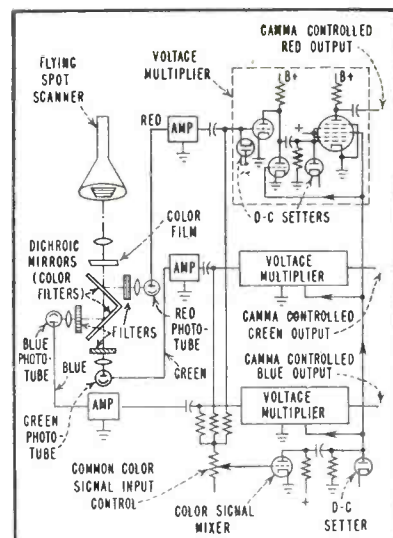 GAMMA CONTROLLED
RED OUTPUT
VOLTAGE
MULTIPLIER
FLYING
SPOT
SCANNER
B+
B+
RED
AMP
+
D-C SETTERS
COLOR
FILM
DICHROIC
MIRRORS
(COLOR
FILTERS)
AMP
VOLTAGE
MULTIPLIER
FILTERS
RED
PHOTO-
TUBE
GAMMA CONTROLLED
GREEN OUTPUT
BLUE
PHOTO-
TUBE
BLUE
GREEN
GAMMA CONTROLLED
BLUE OUTPUT
AMP
VOLTAGE
MULTIPLIER
GREEN
PHOTO-
TUBE
COMMON COLOR
SIGNAL INPUT
CONTROL
COLOR SIGNAL
MIXER
+
D-C
SETTER